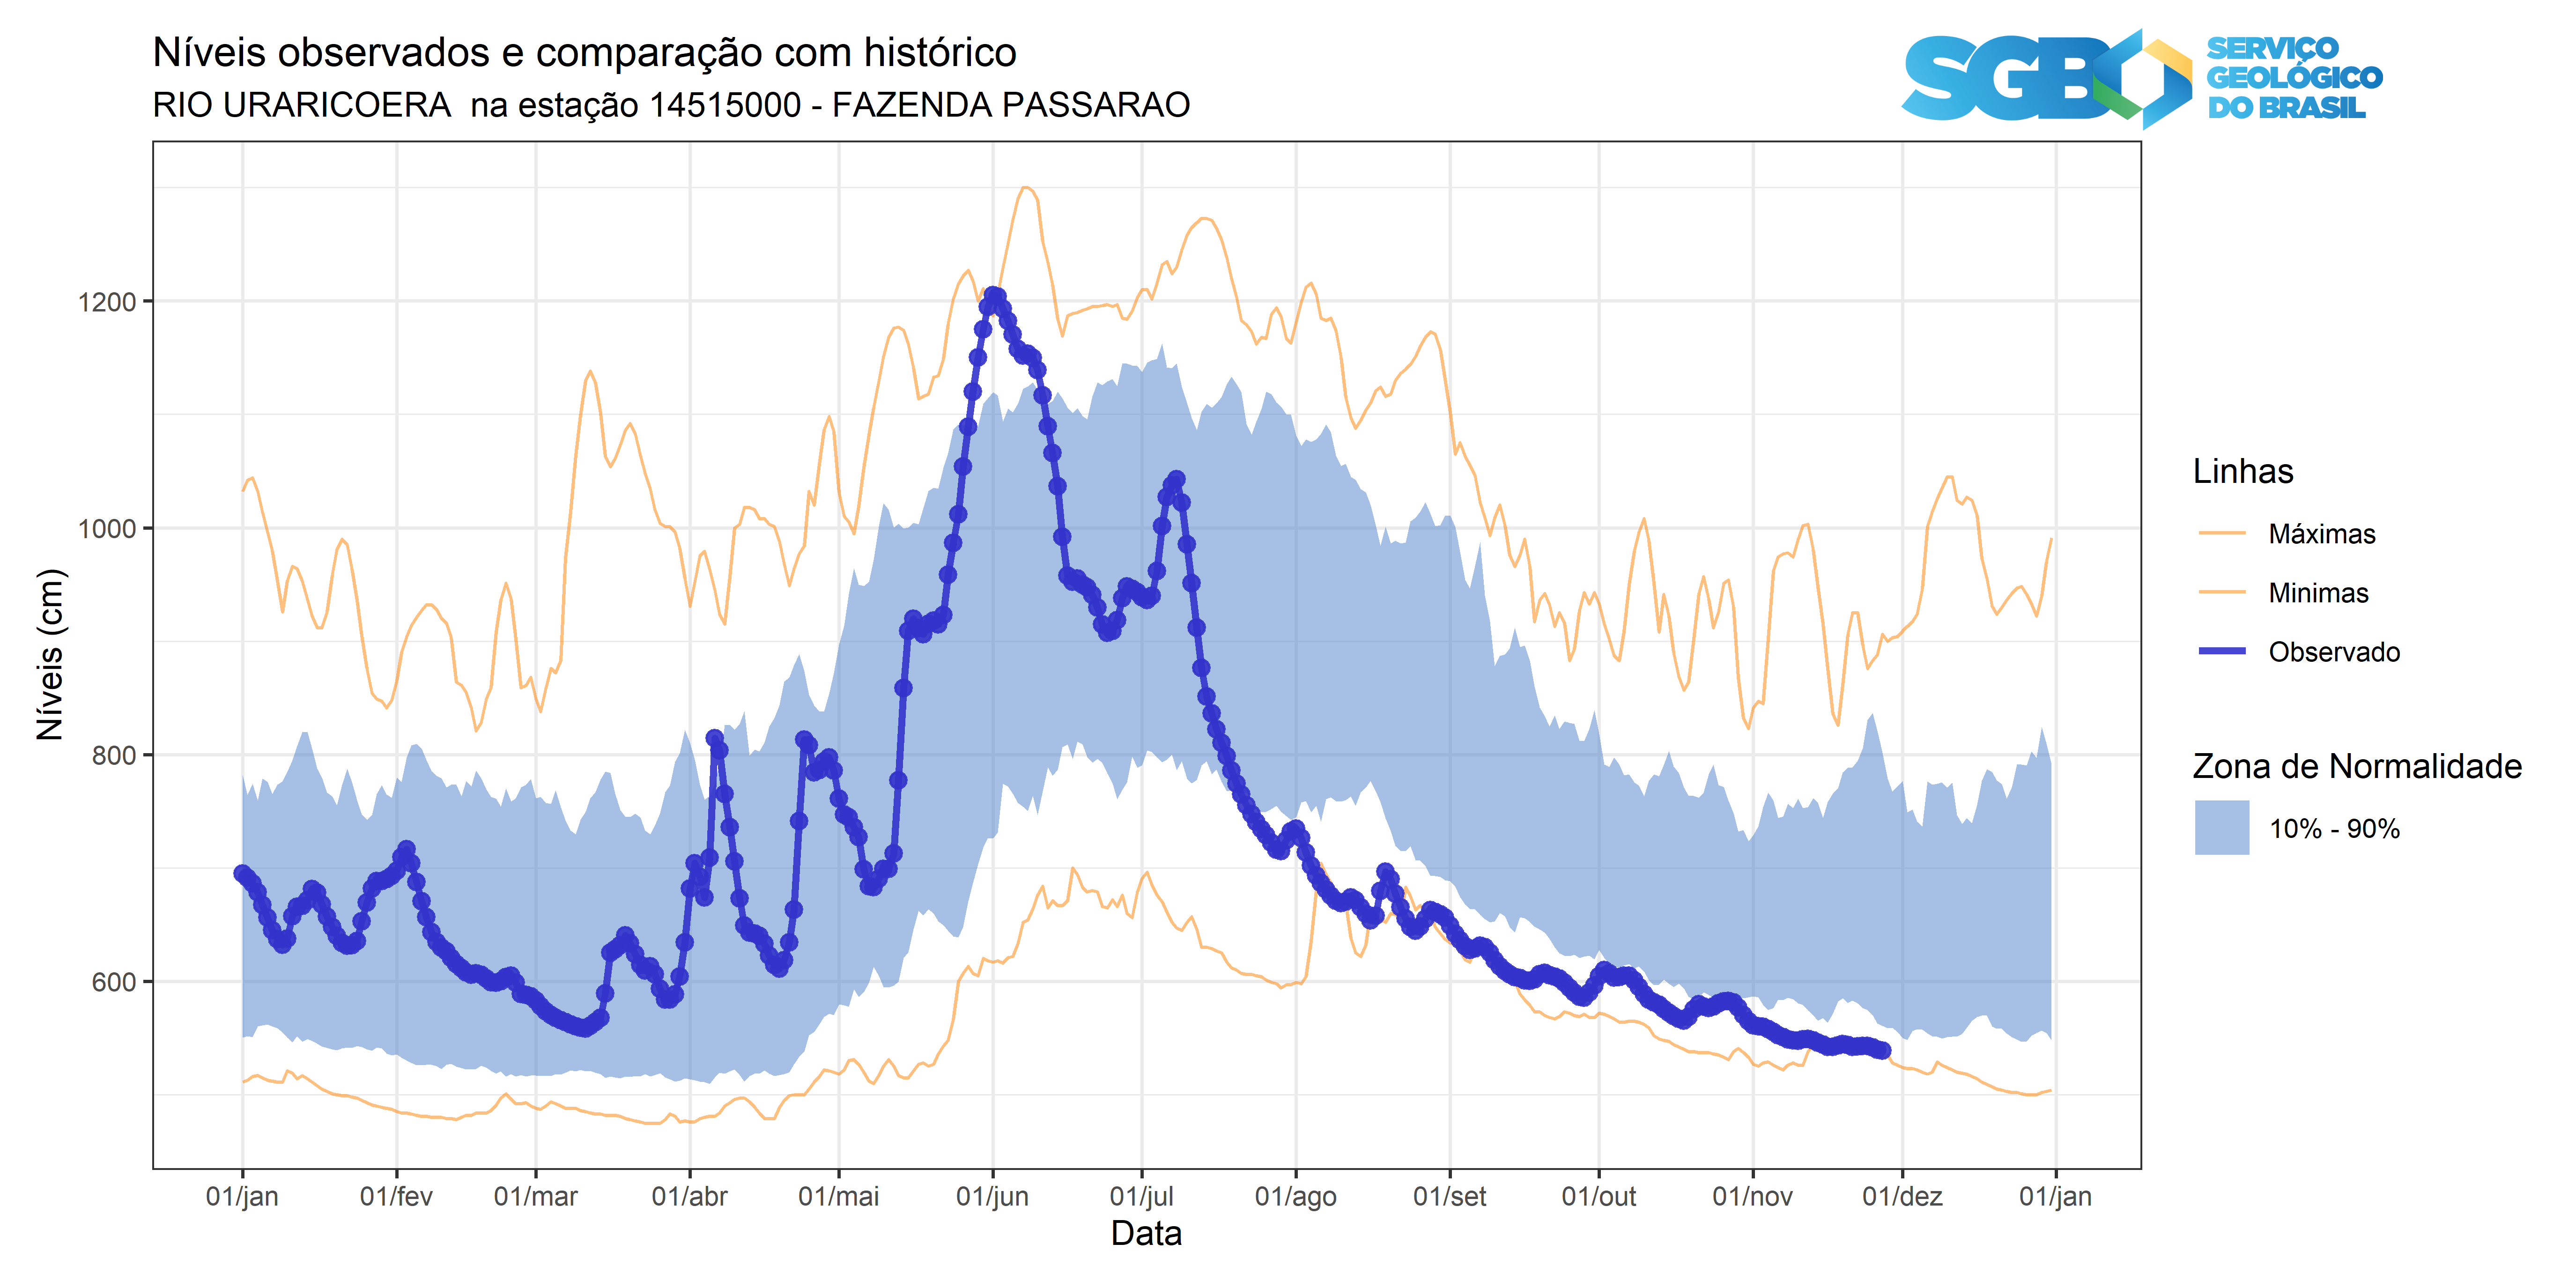 Níveis observados e comparação com histórico
RIO URARICOERA  na estação 14515000 - FAZENDA PASSARAO
SGB
SERVIÇO
GEOLÓGICO
DO BRASIL
Níveis (cm)
1200
1000
800
600
01/jan 01/fev 01/mar 01/abr 01/mai 01/jun 01/jul 01/ago 01/set 01/out 01/nov 01/dez 01/jan
Data
Linhas
Máximas
Minimas
Observado
Zona de Normalidade
10% - 90%